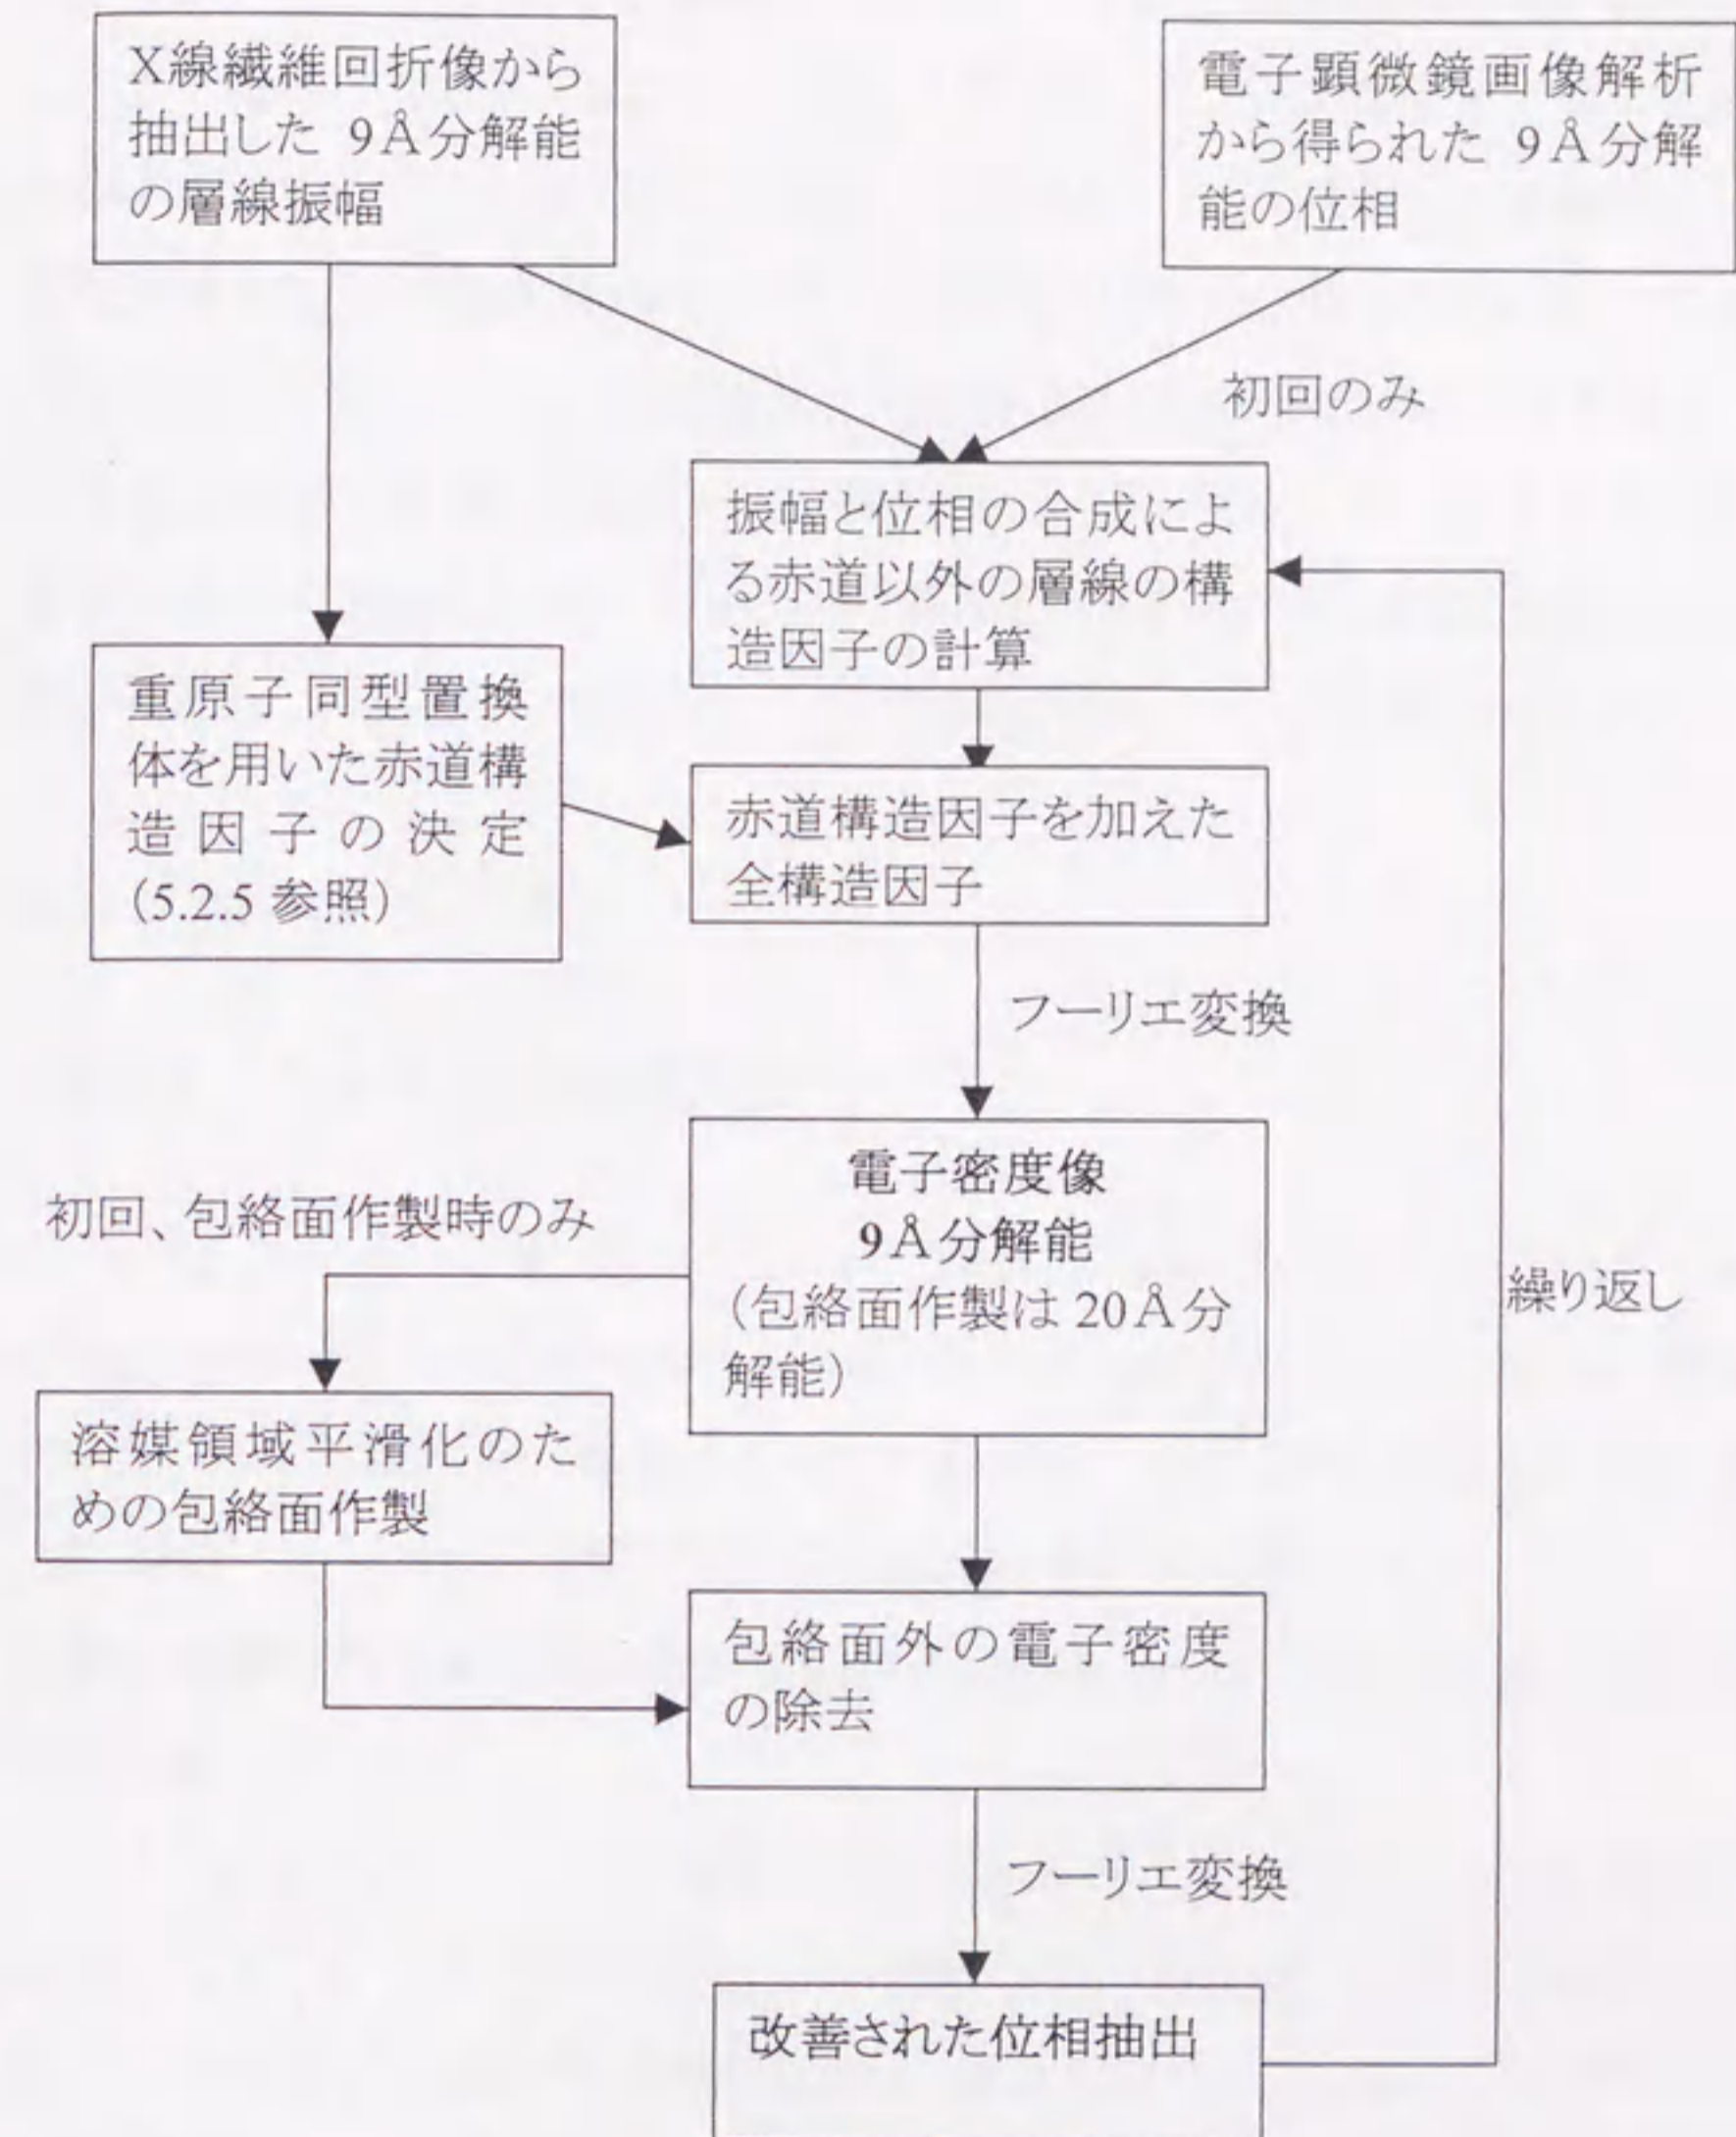 X線繊維回折像から
抽出した 9Å分解能
の層線振幅
電子顕微鏡画像解析
から得られた 9Å分解
能の位相
初回のみ
振幅と位相の合成によ
る赤道以外の層線の構
造因子の計算
重原子同型置換
体を用いた赤道構
造因子の決定
(5.2.5 参照)
赤道構造因子を加えた
全構造因子
フーリエ変換
電子密度像
9Å分解能
(包絡面作製は 20Å分
解能)
初回、包絡面作製時のみ
繰り返し
溶媒領域平滑化のた
めの包絡面作製
包絡面外の電子密度
の除去
フーリエ変換
改善された位相抽出